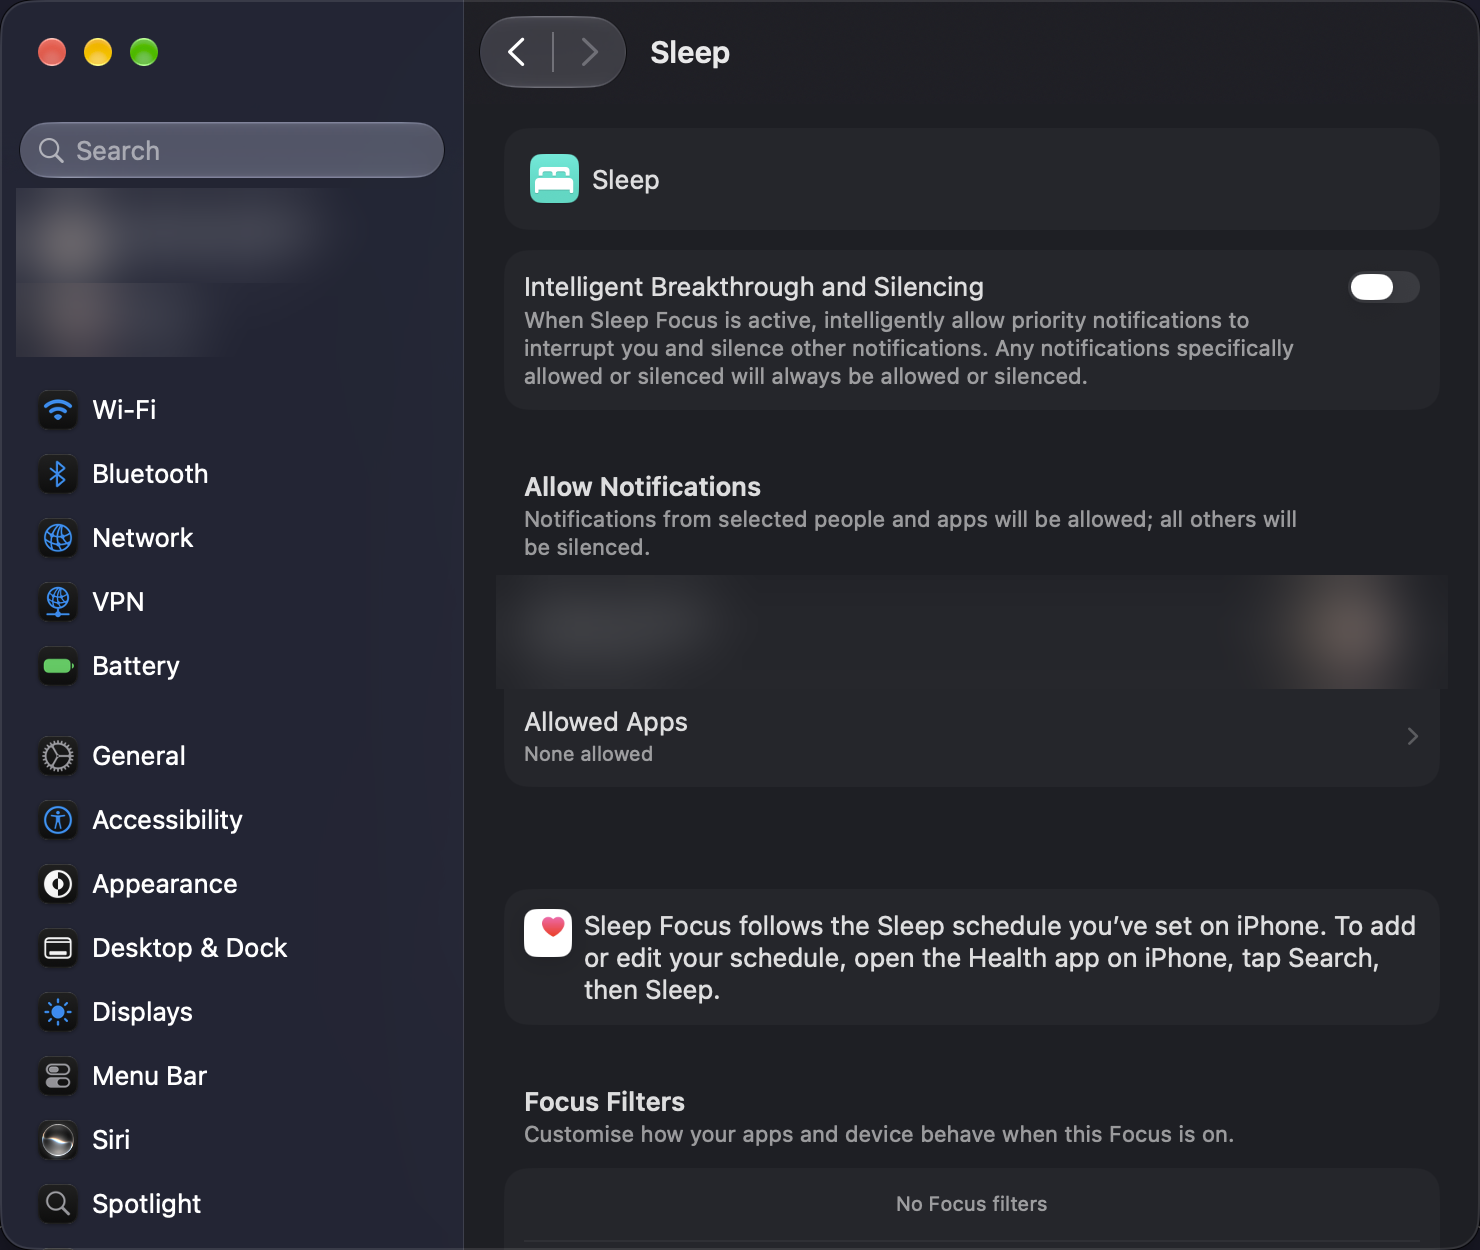 Search
Wi-Fi
Bluetooth
Network
VPN
Battery
General
Accessibility
Appearance
Desktop & Dock
Displays
Menu Bar
Siri
Spotlight
Sleep
Sleep
Intelligent Breakthrough and Silencing
When Sleep Focus is active, intelligently allow priority notifications to
interrupt you and silence other notifications. Any notifications specifically
allowed or silenced will always be allowed or silenced.
Allow Notifications
Notifications from selected people and apps will be allowed; all others will
be silenced.
Allowed Apps
None allowed
Sleep Focus follows the Sleep schedule you’ve set on iPhone. To add
or edit your schedule, open the Health app on iPhone, tap Search,
then Sleep.
Focus Filters
Customise how your apps and device behave when this Focus is on.
No Focus filters